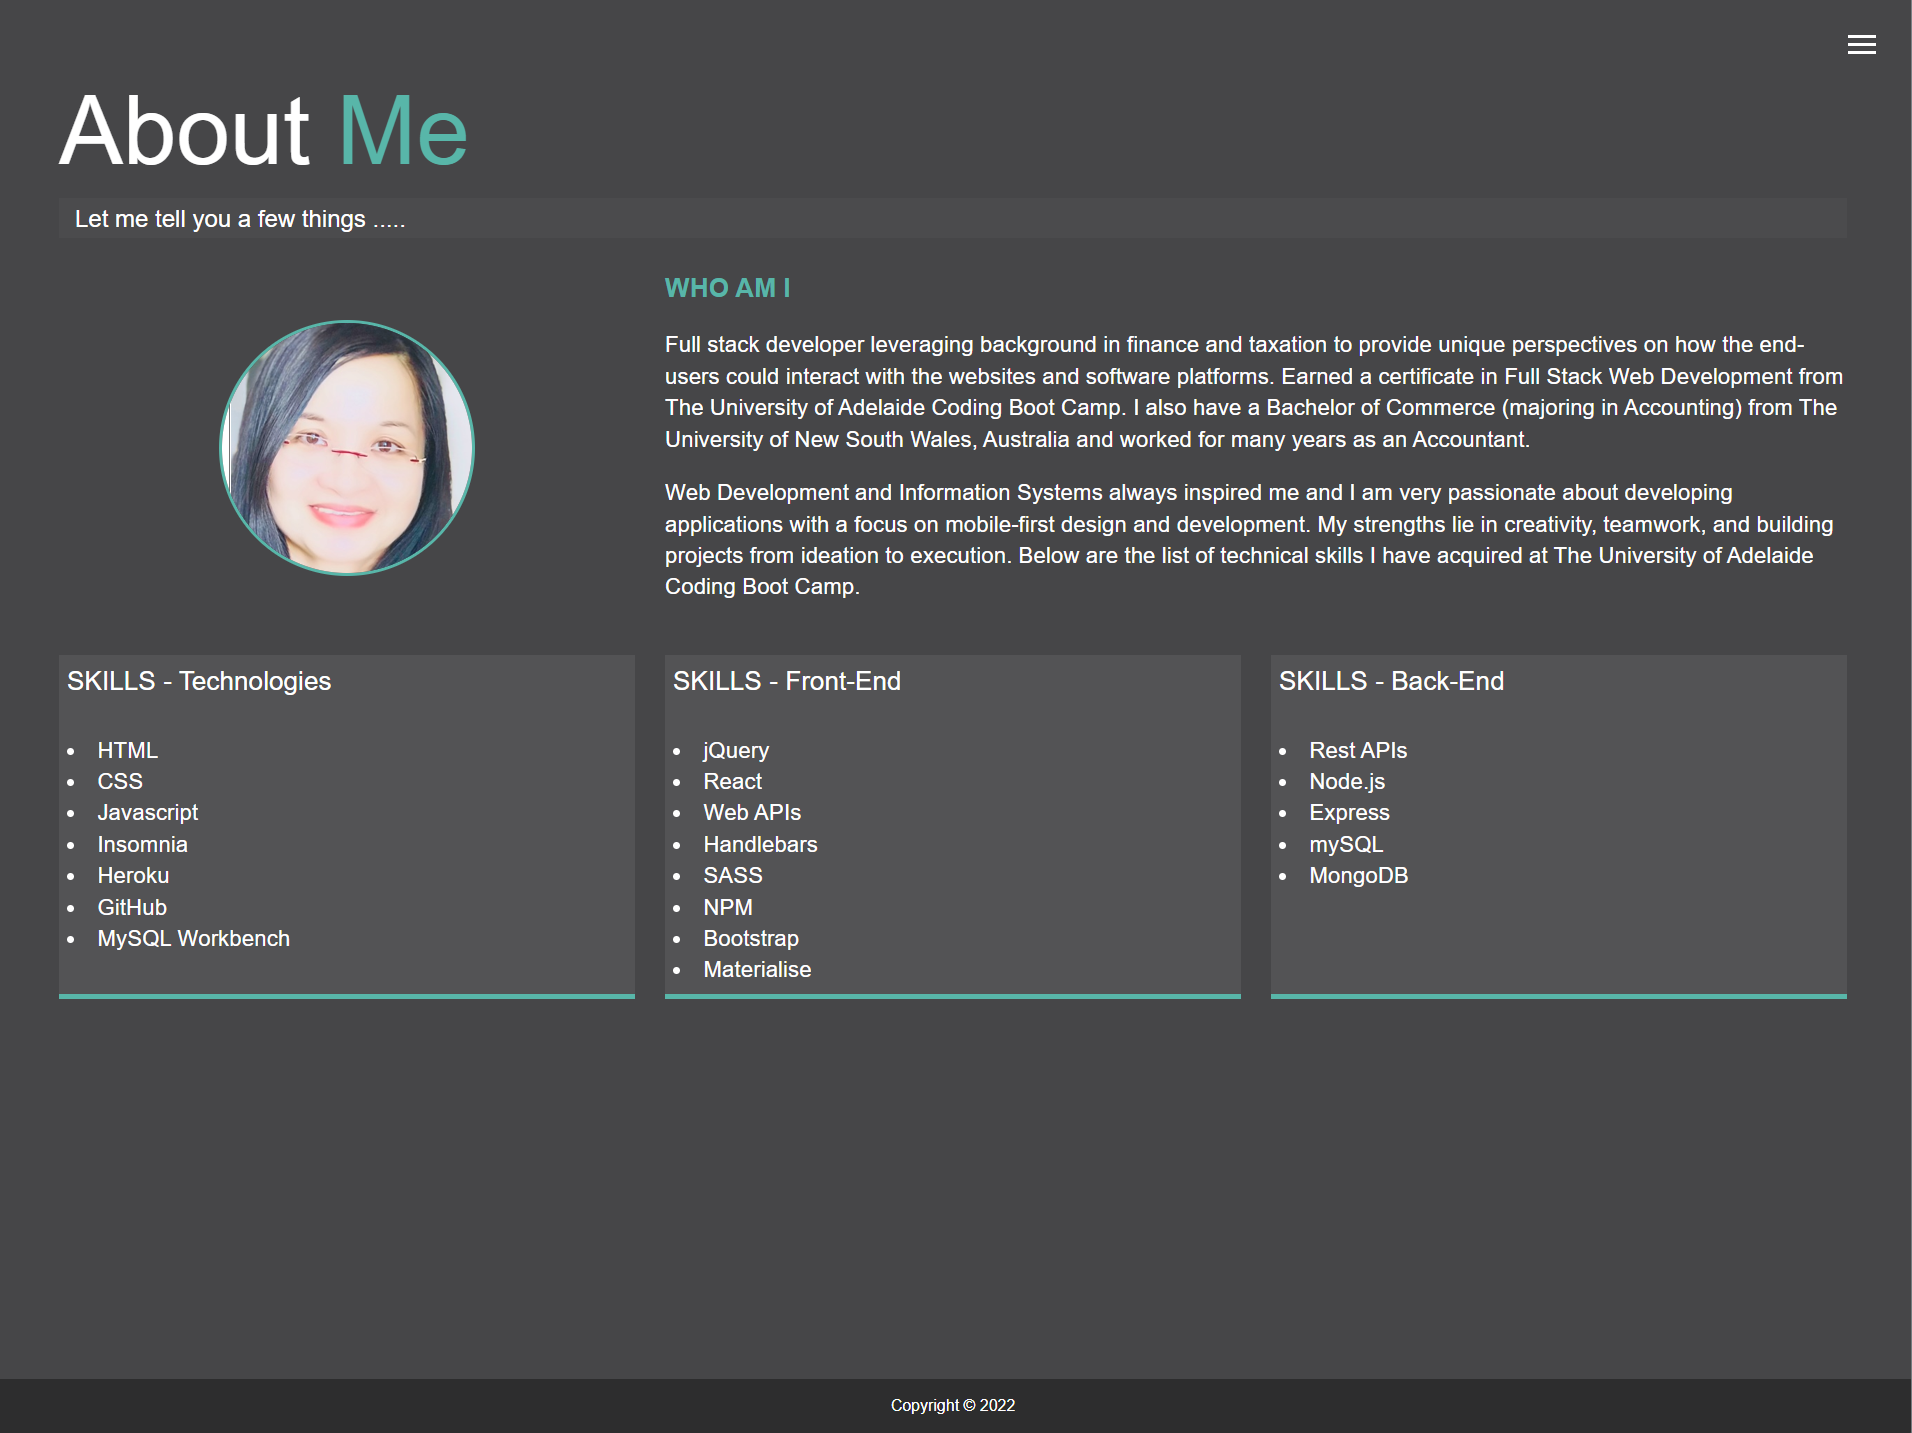 About Me
Let me tell you a few things .....
WHO AM I
Full stack developer leveraging background in finance and taxation to provide unique perspectives on how the end-
users could interact with the websites and software platforms. Earned a certificate in Full Stack Web Development from
The University of Adelaide Coding Boot Camp. I also have a Bachelor of Commerce (majoring in Accounting) from The
University of New South Wales, Australia and worked for many years as an Accountant.
Web Development and Information Systems always inspired me and I am very passionate about developing
applications with a focus on mobile-first design and development. My strengths lie in creativity, teamwork, and building
projects from ideation to execution. Below are the list of technical skills I have acquired at The University of Adelaide
Coding Boot Camp.
SKILLS - Technologies
• HTML
• CSS
• Javascript
• Insomnia
• Heroku
• GitHub
• MySQL Workbench
SKILLS - Front-End
• jQuery
• React
• Web APIs
• Handlebars
• SASS
• NPM
• Bootstrap
• Materialise
SKILLS - Back-End
• Rest APIs
• Node.js
• Express
• mySQL
• MongoDB
Copyright © 2022